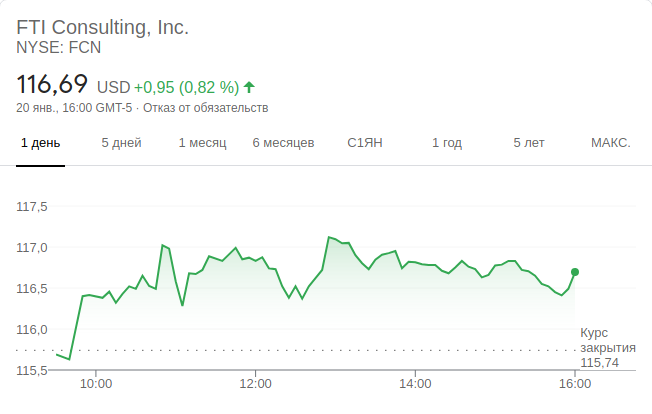 FTI Consulting, Inc.
NYSE: FCN
116,69 USD +0,95 (0,82 %)
20 янв., 16:00 GMT-5 · Отказ от обязательств
1 день 5 дней 1 месяц 6 месяцев С1ЯН 1 год 5 лет МАКС.
117,5
117,0
116,5
116,0
Курс
закрытия
115,74
115,5
10:00 12:00 14:00 16:00